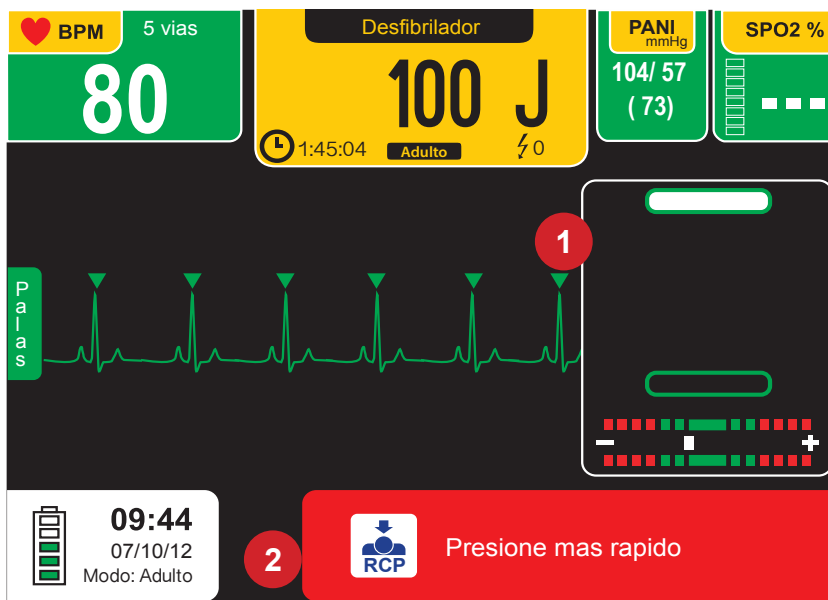 BPM
5 vias
80
Desfibrilador
100 J
1:45:04
Adulto
0
PANI
mmHg
104/ 57
( 73)
SPO2 %
---
1
Palas
09:44
07/10/12
Modo: Adulto
2
RCP
Presione mas rapido